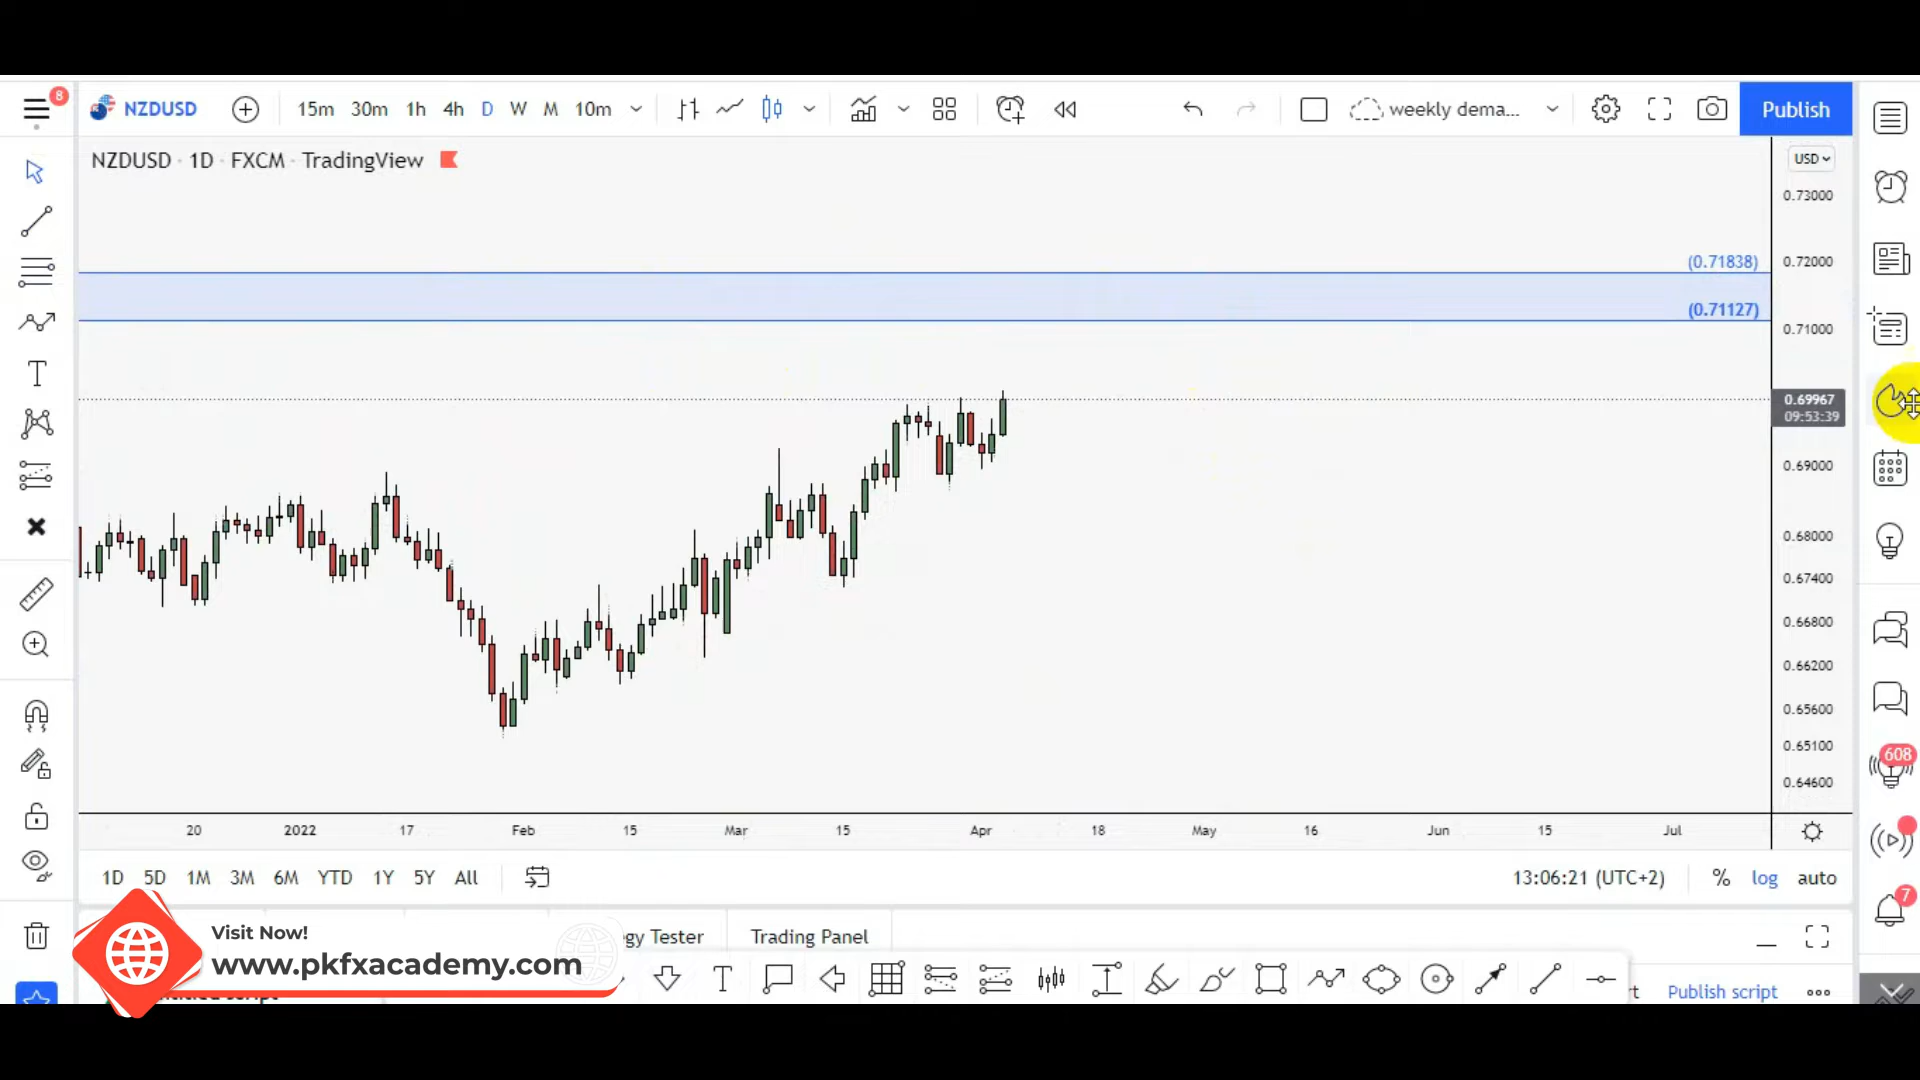 8
NZDUSD
15m 30m 1h 4h D W M 10m
weekly dema...
Publish
NZDUSD · 1D · FXCM · TradingView
USD
0.73000
(0.71838)
0.72000
(0.71127)
0.71000
0.69967
09:53:39
0.69000
0.68000
0.67400
0.66800
0.66200
0.65600
0.65100
0.64600
608
7
20 2022 17 Feb 15 Mar 15 Apr 18 May 16 Jun 15 Jul
1D 5D 1M 3M 6M YTD 1Y 5Y All
13:06:21 (UTC+2) % log auto
Visit Now!
www.pkfxacademy.com
gy Tester Trading Panel
Publish script